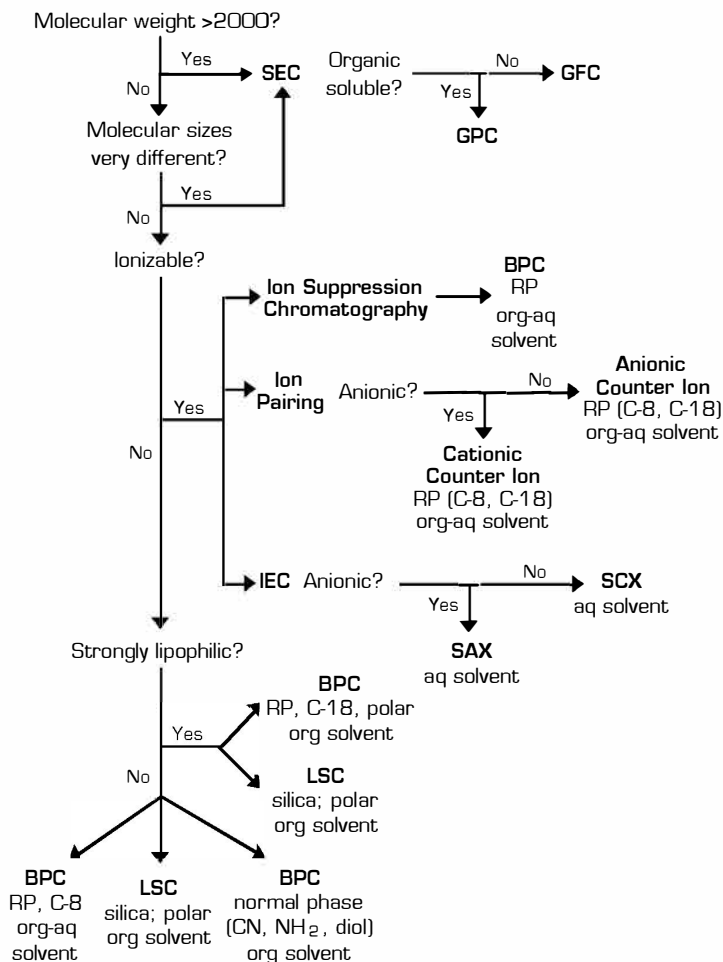 Molecular weight >2000?
Yes
No
SEC
Organic
soluble?
No
Yes
GFC
GPC
Molecular sizes
very different?
Yes
No
Ionizable?
Ion Suppression
Chromatography
BPC
RP
org-aq
solvent
Yes
No
Ion
Pairing
Anionic?
No
Yes
Anionic
Counter Ion
RP (C-8, C-18)
org-aq solvent
Cationic
Counter Ion
RP (C-8, C-18)
org-aq solvent
IEC
Anionic?
No
Yes
SCX
aq solvent
SAX
aq solvent
Strongly lipophilic?
Yes
No
BPC
RP, C-18, polar
org solvent
LSC
silica; polar
org solvent
BPC
RP, C-8
org-aq
solvent
LSC
silica; polar
org solvent
BPC
normal phase
(CN, NH₂, diol)
org solvent